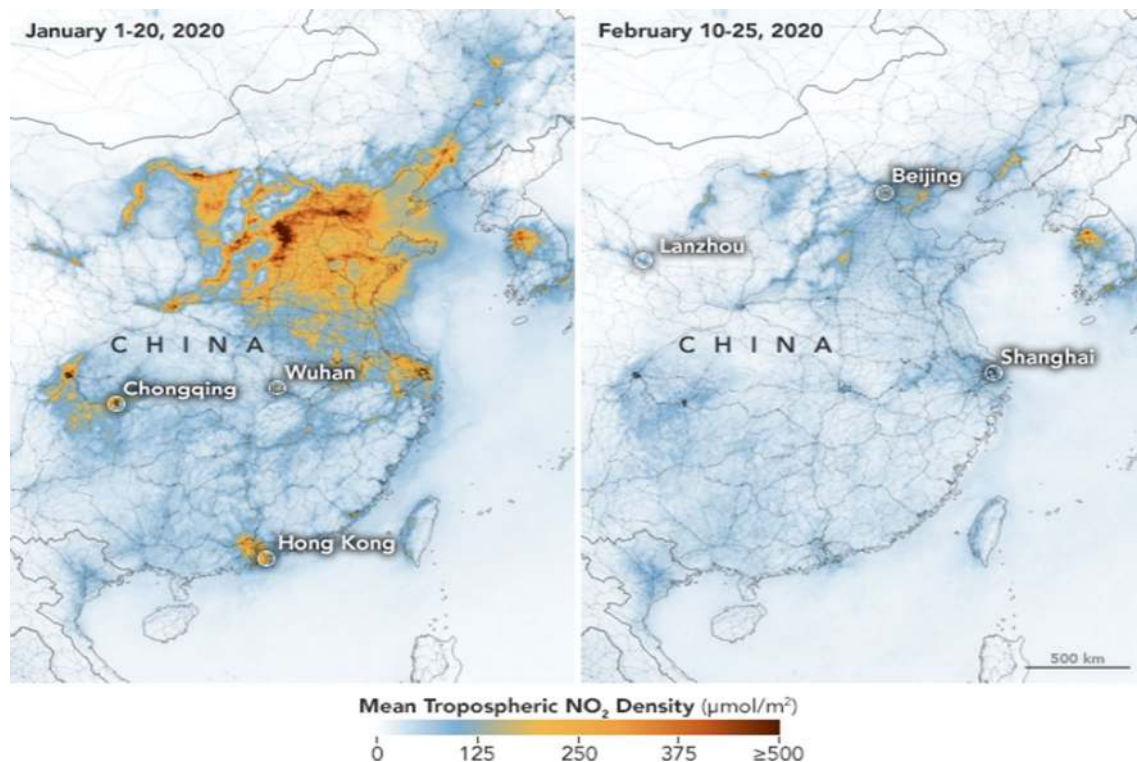 January 1-20, 2020
CHINA
Wuhan
Chongqing
Hong Kong
February 10-25, 2020
Beijing
Lanzhou
CHINA
Shanghai
500 km
Mean Tropospheric NO₂ Density (µmol/m²)
0 125 250 375 ≥500